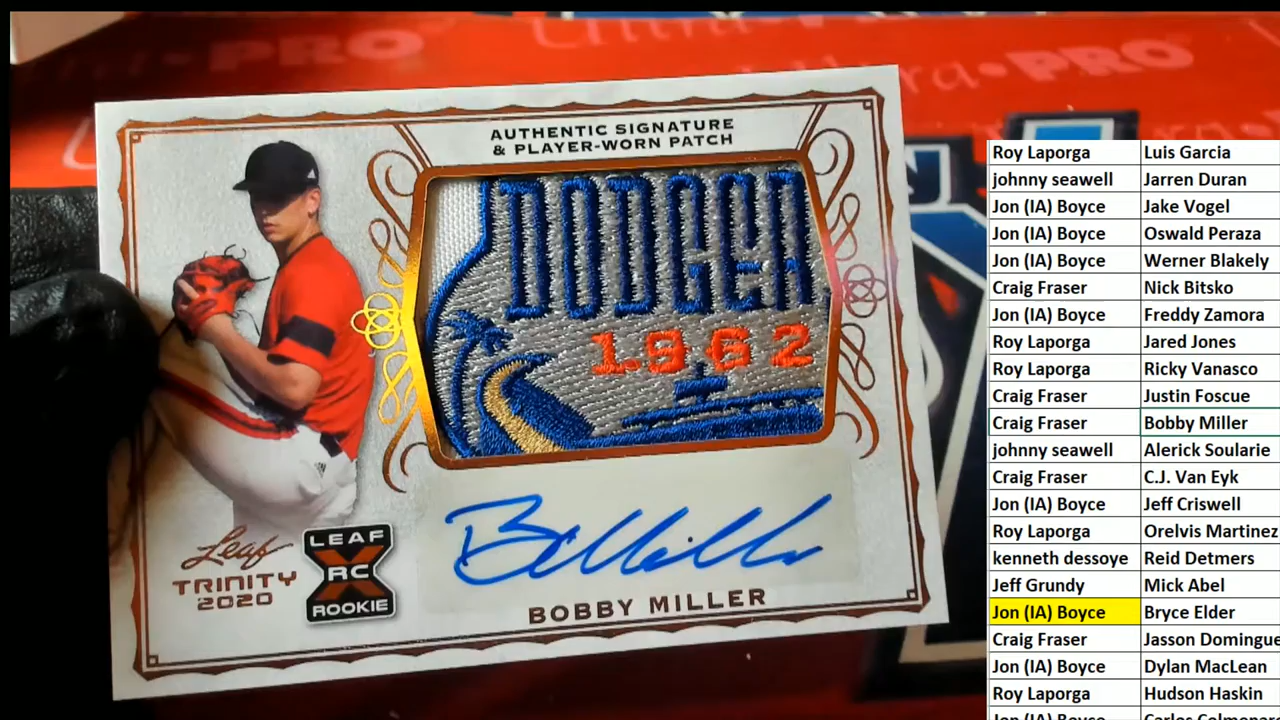 Ultra·PRO
AUTHENTIC SIGNATURE
& PLAYER-WORN PATCH
DODGER
1962
Leaf
TRINITY
2020
LEAF
X
RC
ROOKIE
BOBBY MILLER
Roy Laporga Luis Garcia
johnny seawell Jarren Duran
Jon (IA) Boyce Jake Vogel
Jon (IA) Boyce Oswald Peraza
Jon (IA) Boyce Werner Blakely
Craig Fraser Nick Bitsko
Jon (IA) Boyce Freddy Zamora
Roy Laporga Jared Jones
Roy Laporga Ricky Vanasco
Craig Fraser Justin Foscue
Craig Fraser Bobby Miller
johnny seawell Alerick Soularie
Craig Fraser C.J. Van Eyk
Jon (IA) Boyce Jeff Criswell
Roy Laporga Orelvis Martinez
kenneth dessoye Reid Detmers
Jeff Grundy Mick Abel
Jon (IA) Boyce Bryce Elder
Craig Fraser Jasson Domingue
Jon (IA) Boyce Dylan MacLean
Roy Laporga Hudson Haskin
Jon (IA) Boyce